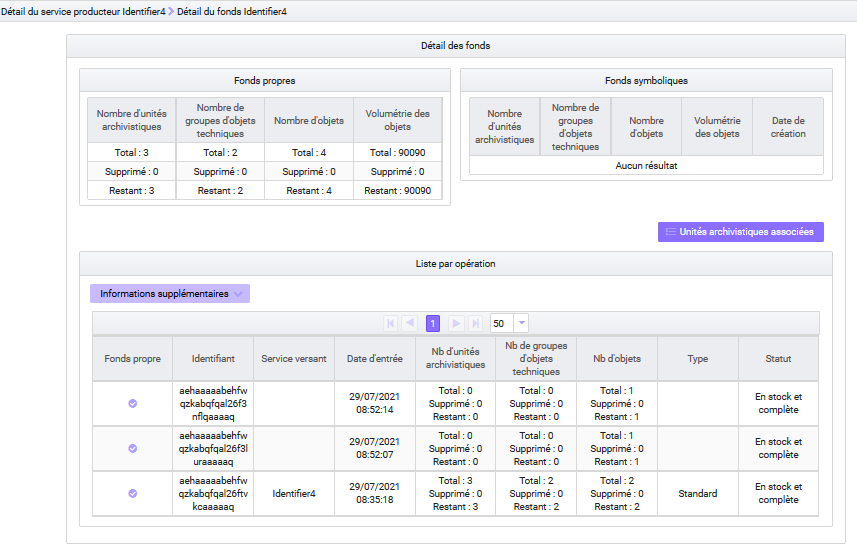 Détail du service producteur Identifier4 > Détail du fonds Identifier4
Détail des fonds
Fonds propres
Nombre d'unités archivistiques
Nombre de groupes d'objets techniques
Nombre d'objets
Volumétrie des objets
Total : 3
Total : 2
Total : 4
Total : 90090
Supprimé : 0
Supprimé : 0
Supprimé : 0
Supprimé : 0
Restant : 3
Restant : 2
Restant : 4
Restant : 90090
Fonds symboliques
Nombre d'unités archivistiques
Nombre de groupes d'objets techniques
Nombre d'objets
Volumétrie des objets
Date de création
Aucun résultat
Unités archivistiques associées
Liste par opération
Informations supplémentaires
1
50
Fonds propre
Identifiant
Service versant
Date d'entrée
Nb d'unités archivistiques
Nb de groupes d'objets techniques
Nb d'objets
Type
Statut
aehaaaaabehfw
qzkabqfqal26f3
nflqaaaaq
29/07/2021
08:52:14
Total : 0
Supprimé : 0
Restant : 0
Total : 0
Supprimé : 0
Restant : 0
Total : 1
Supprimé : 0
Restant : 1
En stock et
complète
aehaaaaabehfw
qzkabqfqal26f3l
uraaaaaq
29/07/2021
08:52:07
Total : 0
Supprimé : 0
Restant : 0
Total : 0
Supprimé : 0
Restant : 0
Total : 1
Supprimé : 0
Restant : 1
En stock et
complète
aehaaaaabehfw
qzkabqfqal26ftv
kcaaaaaq
Identifier4
29/07/2021
08:35:18
Total : 3
Supprimé : 0
Restant : 3
Total : 2
Supprimé : 0
Restant : 2
Total : 2
Supprimé : 0
Restant : 2
Standard
En stock et
complète